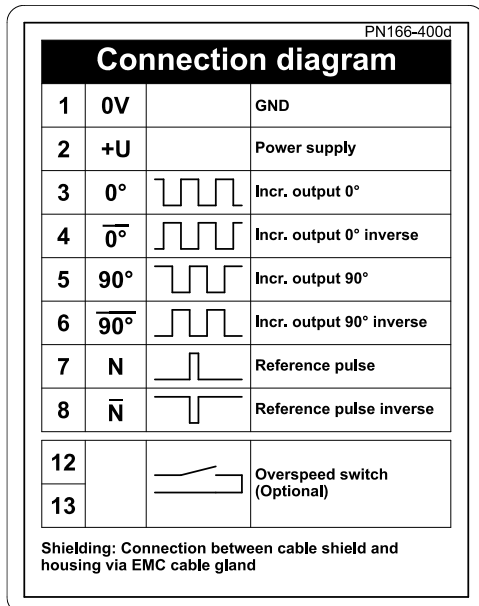 PN166-400d
Connection diagram
1 0V GND
2 +U Power supply
3 0° Incr. output 0°
4 0̅°̅ Incr. output 0° inverse
5 90° Incr. output 90°
6 9̅0̅°̅ Incr. output 90° inverse
7 N Reference pulse
8 N̅ Reference pulse inverse
12
13
Overspeed switch
(Optional)
Shielding: Connection between cable shield and
housing via EMC cable gland